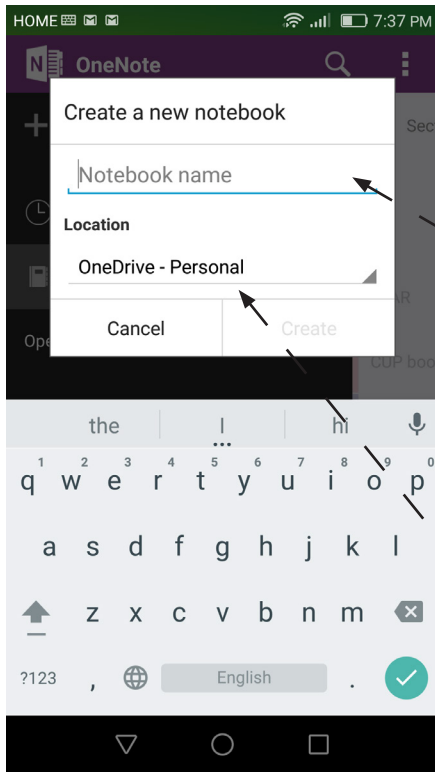 HOME 7:37 PM
OneNote
Create a new notebook
Sec
Notebook name
Location
OneDrive - Personal
AR
Cancel Create
Ope
CUP boo
the I hi
1 2 3 4 5 6 7 8 9 0
q w e r t y u i o p
a s d f g h j k l
z x c v b n m
?123 , English .